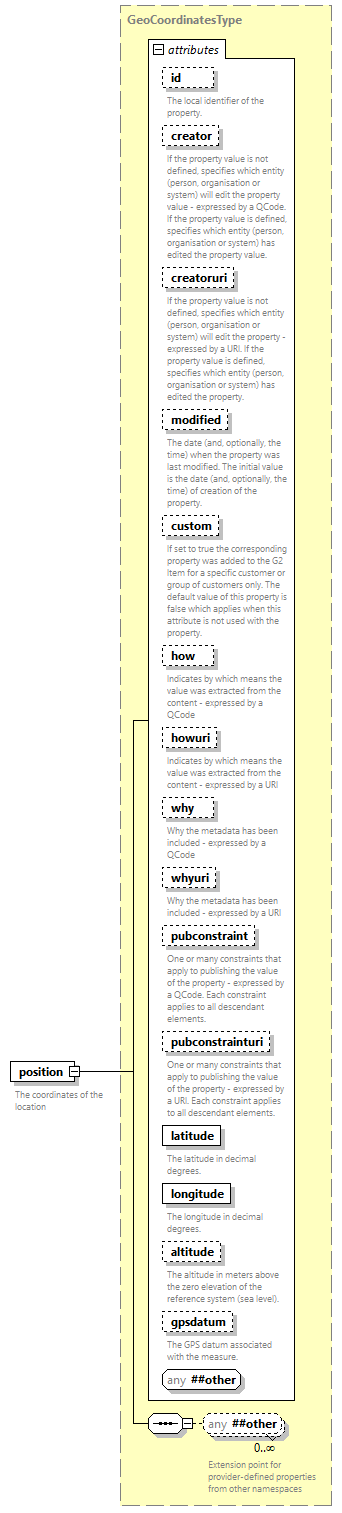 GeoCoordinatesType
attributes
id
The local identifier of the
property.
creator
If the property value is not
defined, specifies which entity
(person, organisation or
system) will edit the property
value - expressed by a QCode.
If the property value is defined,
specifies which entity (person,
organisation or system) has
edited the property value.
creatoruri
If the property value is not
defined, specifies which entity
(person, organisation or
system) will edit the property -
expressed by a URI. If the
property value is defined,
specifies which entity (person,
organisation or system) has
edited the property.
modified
The date (and, optionally, the
time) when the property was
last modified. The initial value
is the date (and, optionally, the
time) of creation of the
property.
custom
If set to true the corresponding
property was added to the G2
Item for a specific customer or
group of customers only. The
default value of this property is
false which applies when this
attribute is not used with the
property.
how
Indicates by which means the
value was extracted from the
content - expressed by a
QCode
howuri
Indicates by which means the
value was extracted from the
content - expressed by a URI
why
Why the metadata has been
included - expressed by a
QCode
whyuri
Why the metadata has been
included - expressed by a URI
pubconstraint
One or many constraints that
apply to publishing the value
of the property - expressed by
a QCode. Each constraint
applies to all descendant
elements.
pubconstrainturi
One or many constraints that
apply to publishing the value
of the property - expressed by
a URI. Each constraint applies
to all descendant elements.
position
The coordinates of the
location
latitude
The latitude in decimal
degrees.
longitude
The longitude in decimal
degrees.
altitude
The altitude in meters above
the zero elevation of the
reference system (sea level).
gpsdatum
The GPS datum associated
with the measure.
any ##other
any ##other
0..∞
Extension point for
provider-defined properties
from other namespaces